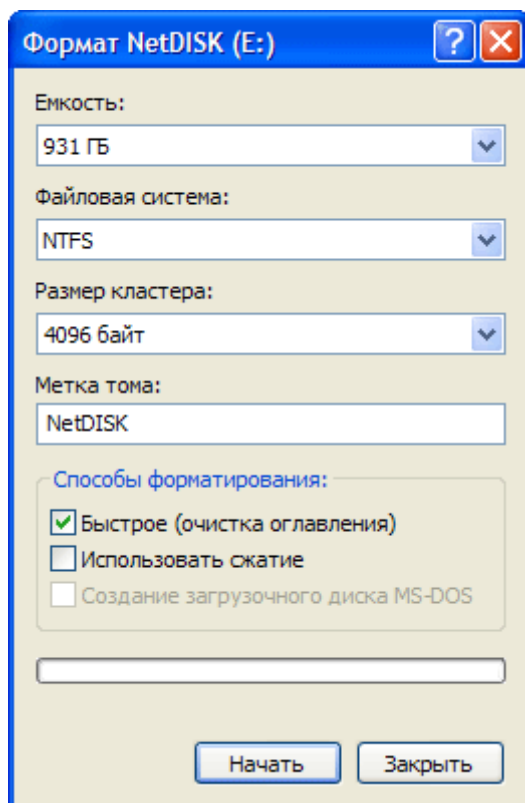 Формат NetDISK (E:)
Емкость:
931 ГБ
Файловая система:
NTFS
Размер кластера:
4096 байт
Метка тома:
NetDISK
Способы форматирования:
Быстрое (очистка оглавления)
Использовать сжатие
Создание загрузочного диска MS-DOS
Начать Закрыть